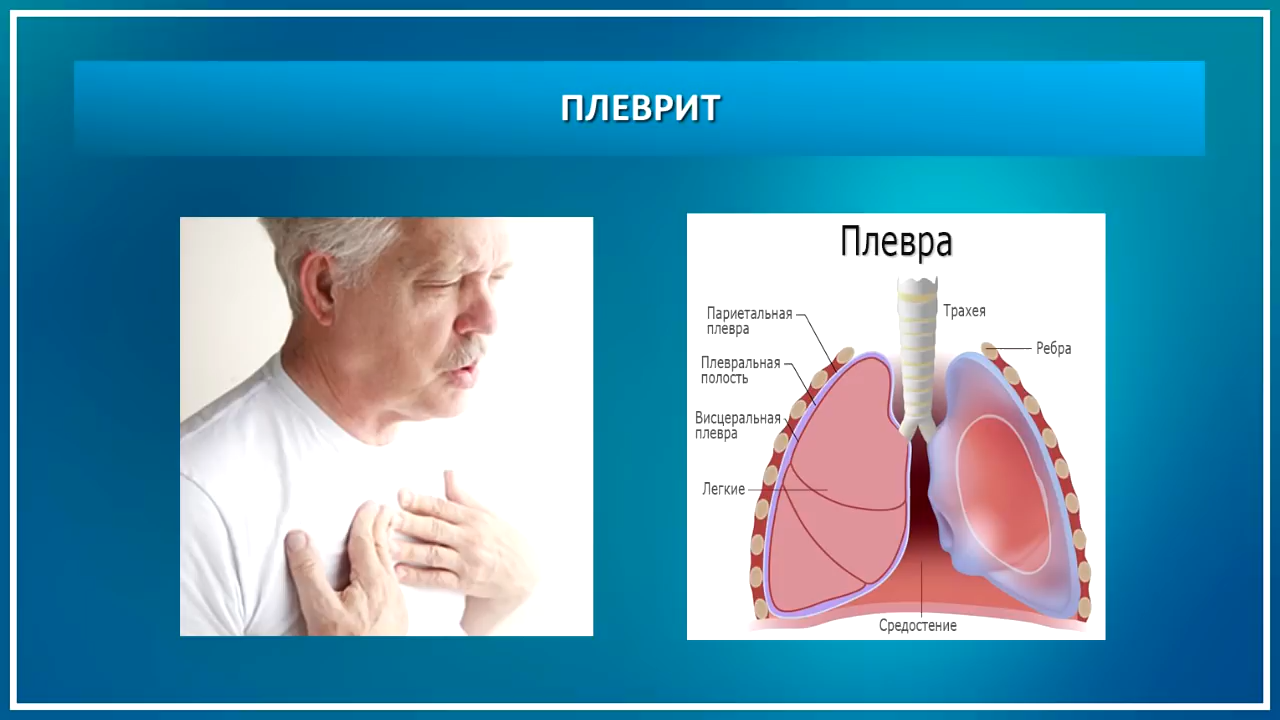 ПЛЕВРИТ
Плевра
Трахея
Париетальная
плевра
Ребра
Плевральная
полость
Висцеральная
плевра
Легкие
Средостение